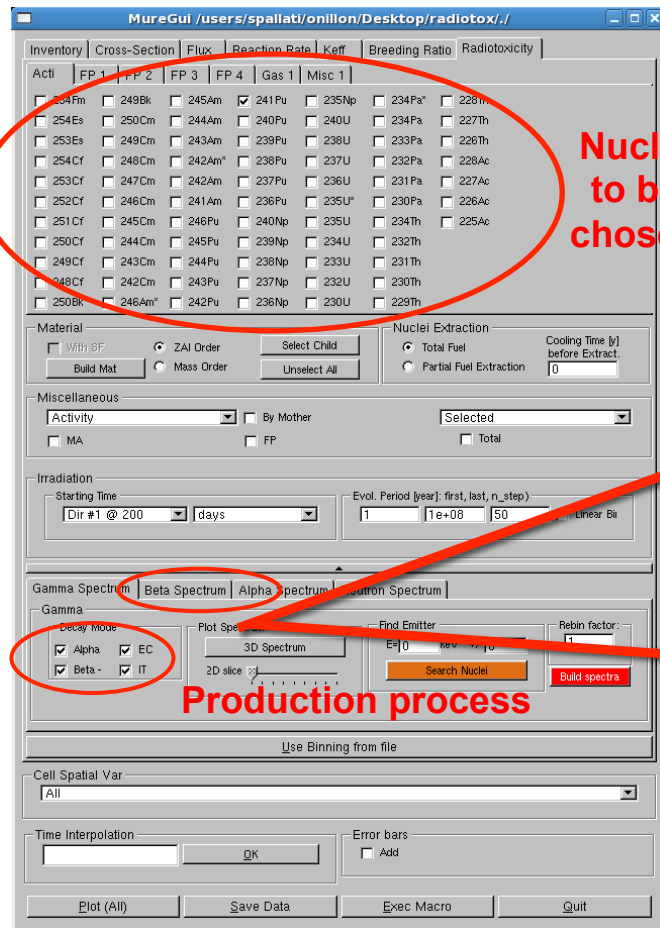 MureGui /users/spallati/onillon/Desktop/radiotox/./
Inventory Cross-Section Flux Reaction Rate Keff Breeding Ratio Radiotoxicity
Acti FP 1 FP 2 FP 3 FP 4 Gas 1 Misc 1
254Fm 249Bk 245Am 241Pu 235Np 234Pa* 228Th
254Es 250Cm 244Am 240Pu 240U 234Pa 227Th
253Es 249Cm 243Am 239Pu 238U 233Pa 226Th
254Cf 248Cm 242Am* 238Pu 237U 232Pa 228Ac
253Cf 247Cm 242Am 237Pu 236U 231Pa 227Ac
252Cf 246Cm 241Am 236Pu 235U* 230Pa 226Ac
251Cf 245Cm 246Pu 240Np 235U 234Th 225Ac
250Cf 244Cm 245Pu 239Np 234U 232Th
249Cf 243Cm 244Pu 238Np 233U 231Th
248Cf 242Cm 243Pu 237Np 232U 230Th
250Bk 246Am* 242Pu 236Np 230U 229Th
Nucl
to b
chose
Material
With SF ZAI Order Select Child
Build Mat Mass Order Unselect All
Nuclei Extraction
Total Fuel Cooling Time [y]
before Extract.
Partial Fuel Extraction 0
Miscellaneous
Activity By Mother Selected
MA FP Total
Irradiation
Starting Time
Dir #1 @ 200 days
Evol. Period [year]: first, last, n_step)
1 1e+08 50 Linear Bi
Gamma Spectrum Beta Spectrum Alpha Spectrum Neutron Spectrum
Gamma
Decay Mode
Alpha EC
Beta - IT
Plot Spectrum
3D Spectrum
2D slice
Find Emitter
E= 0 keV +/- 0
Search Nuclei
Rebin factor:
1
Build spectra
Production process
Use Binning from file
Cell Spatial Var
All
Time Interpolation
OK
Error bars
Add
Plot (All) Save Data Exec Macro Quit